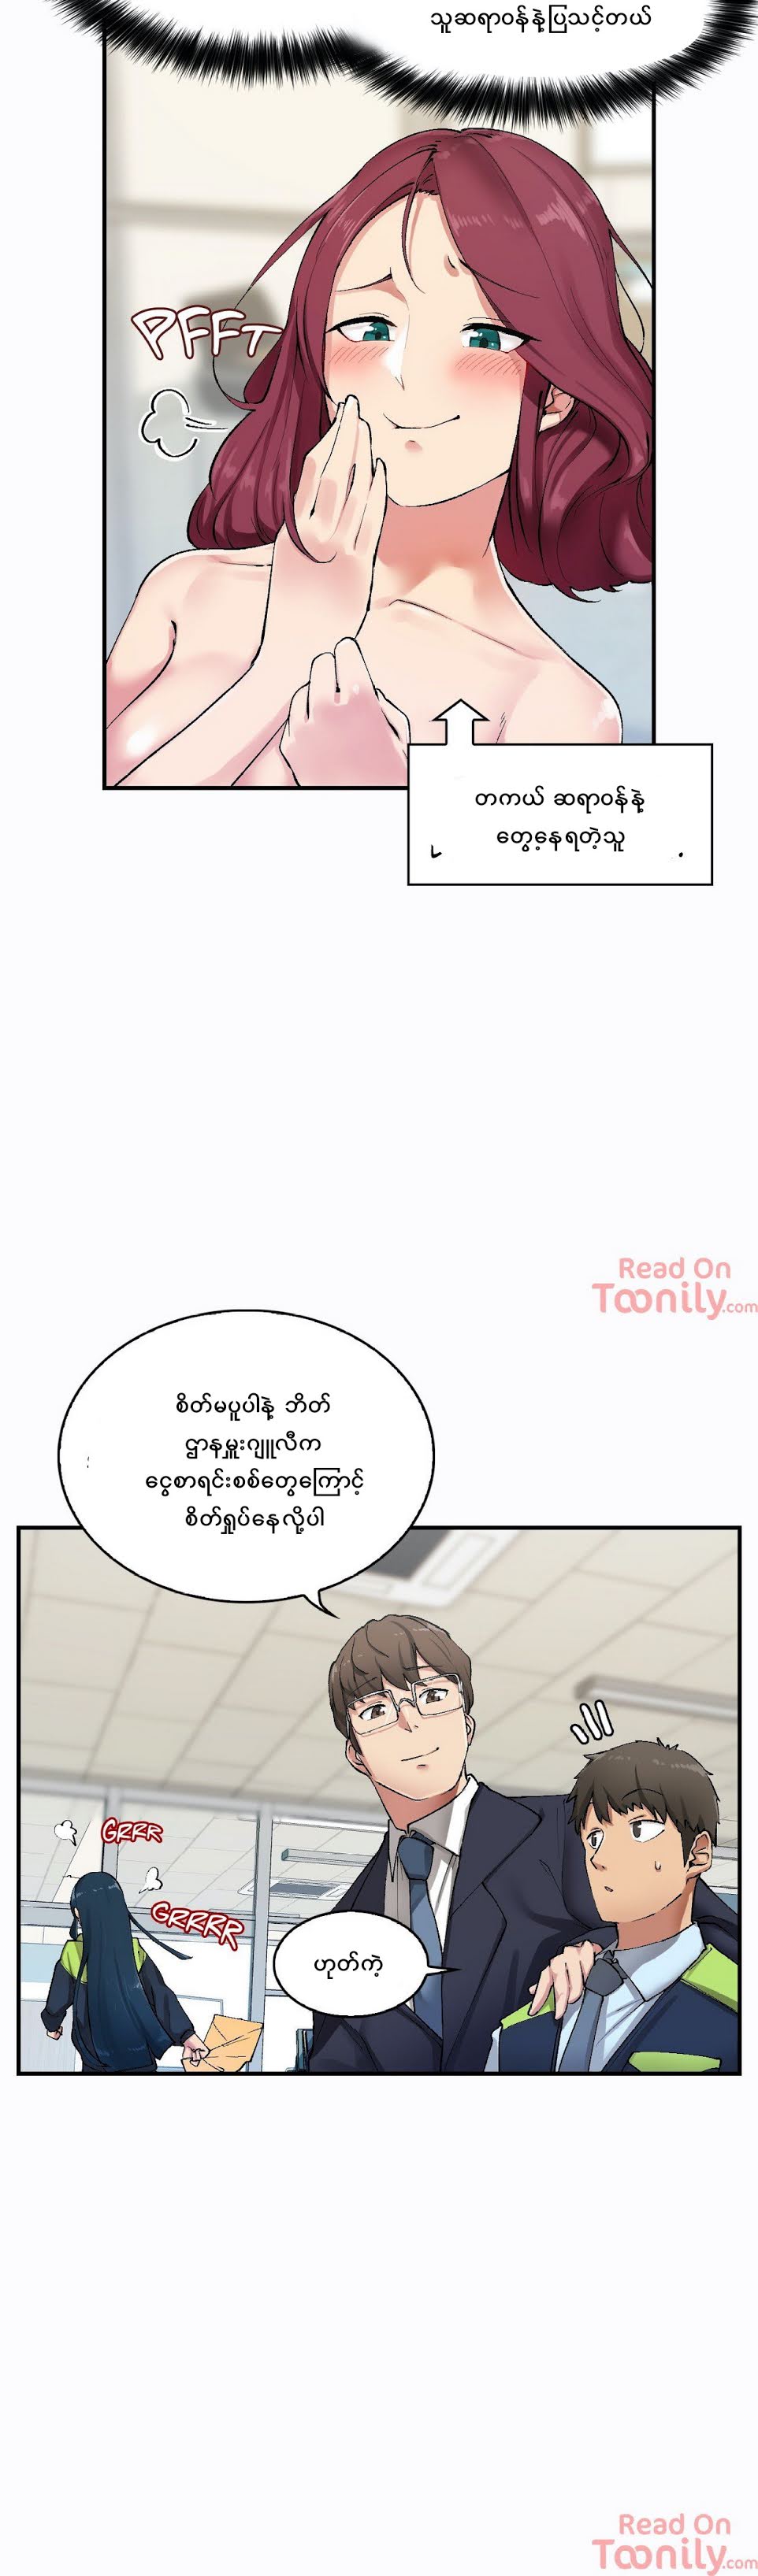 သူဆရာဝန်နဲ့ပြသင့်တယ်
PFFT
တကယ် ဆရာဝန်နဲ့
တွေ့နေရတဲ့သူ
Read On
Toonily.com
စိတ်မပူပါနဲ့ ဘိတ်
ဌာနမှူးဂျူလီက
ငွေစာရင်းစစ်တွေကြောင့်
စိတ်ရှုပ်နေလို့ပါ
GRRR
GRRRR
ဟုတ်ကဲ့
Read On
Toonily.com